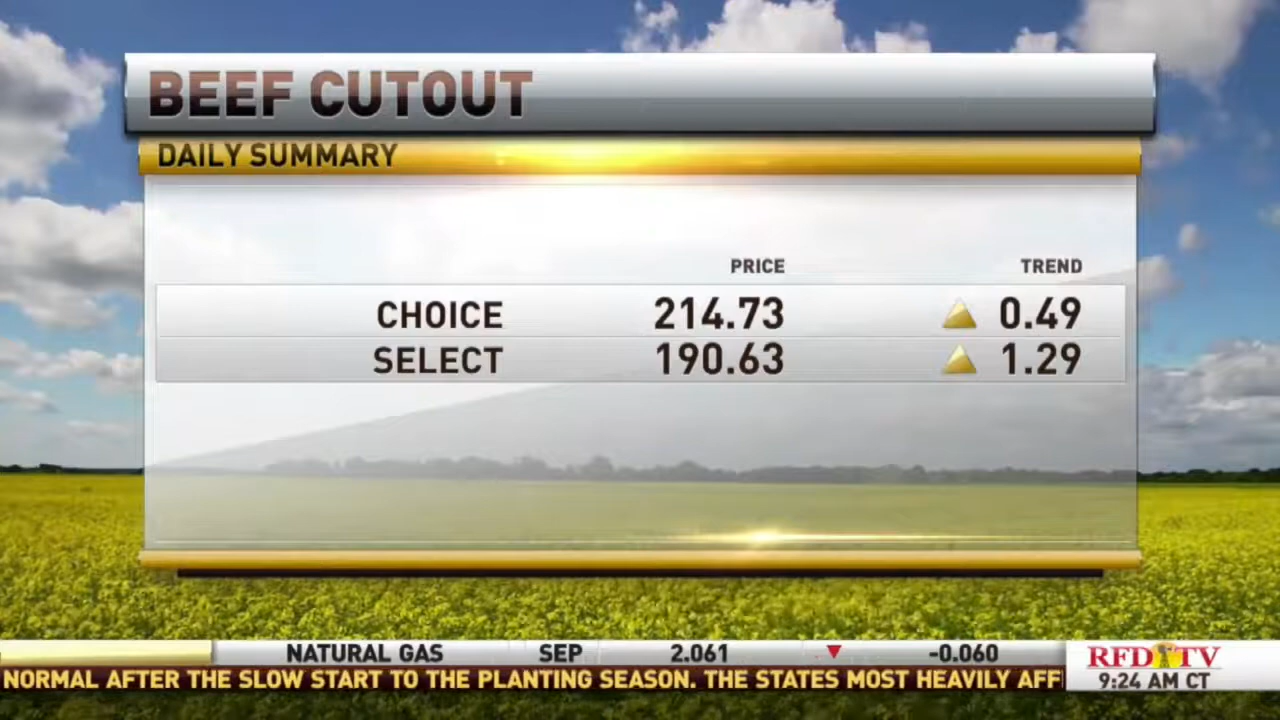 BEEF CUTOUT
DAILY SUMMARY
PRICE TREND
CHOICE 214.73 0.49
SELECT 190.63 1.29
NATURAL GAS SEP 2.061 -0.060
RFD TV
NORMAL AFTER THE SLOW START TO THE PLANTING SEASON. THE STATES MOST HEAVILY AFF
9:24 AM CT